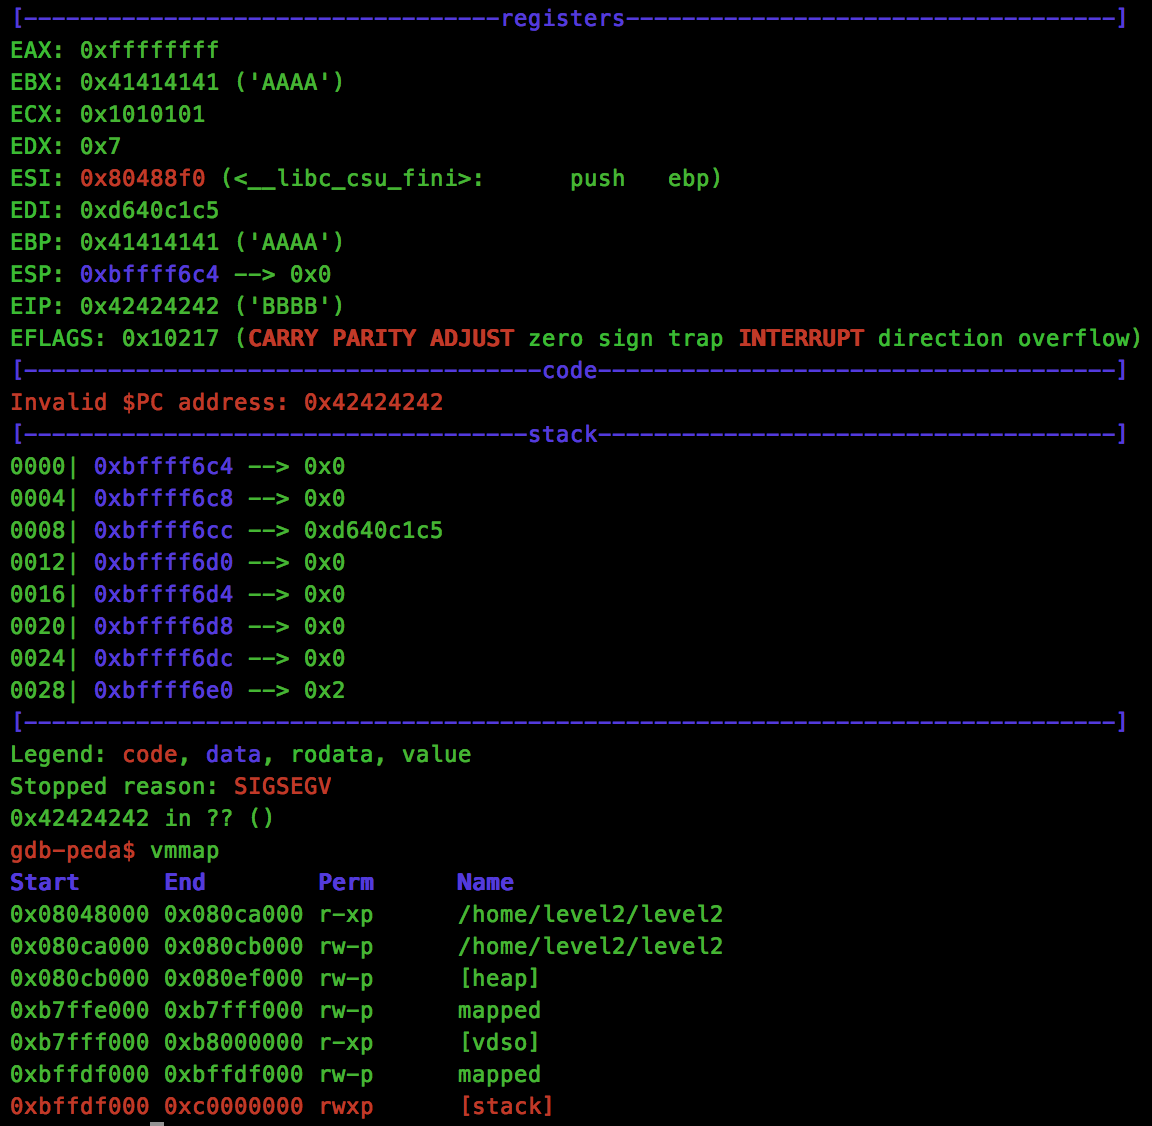 [----------------------------------registers-----------------------------------]
EAX: 0xffffffff
EBX: 0x41414141 ('AAAA')
ECX: 0x1010101
EDX: 0x7
ESI: 0x80488f0 (<__libc_csu_fini>:      push   ebp)
EDI: 0xd640c1c5
EBP: 0x41414141 ('AAAA')
ESP: 0xbffff6c4 --> 0x0
EIP: 0x42424242 ('BBBB')
EFLAGS: 0x10217 (CARRY PARITY ADJUST zero sign trap INTERRUPT direction overflow)
[-------------------------------------code-------------------------------------]
Invalid $PC address: 0x42424242
[------------------------------------stack-------------------------------------]
0000| 0xbffff6c4 --> 0x0
0004| 0xbffff6c8 --> 0x0
0008| 0xbffff6cc --> 0xd640c1c5
0012| 0xbffff6d0 --> 0x0
0016| 0xbffff6d4 --> 0x0
0020| 0xbffff6d8 --> 0x0
0024| 0xbffff6dc --> 0x0
0028| 0xbffff6e0 --> 0x2
[------------------------------------------------------------------------------]
Legend: code, data, rodata, value
Stopped reason: SIGSEGV
0x42424242 in ?? ()
gdb-peda$ vmmap
Start      End        Perm      Name
0x08048000 0x080ca000 r-xp      /home/level2/level2
0x080ca000 0x080cb000 rw-p      /home/level2/level2
0x080cb000 0x080ef000 rw-p      [heap]
0xb7ffe000 0xb7fff000 rw-p      mapped
0xb7fff000 0xb8000000 r-xp      [vdso]
0xbffdf000 0xbffdf000 rw-p      mapped
0xbffdf000 0xc0000000 rwxp      [stack]